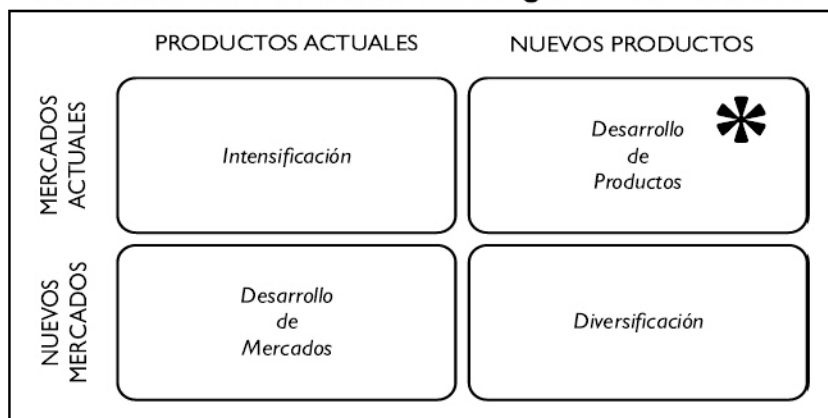 PRODUCTOS ACTUALES
NUEVOS PRODUCTOS
MERCADOS
ACTUALES
Intensificación
Desarrollo
de
Productos
NUEVOS
MERCADOS
Desarrollo
de
Mercados
Diversificación